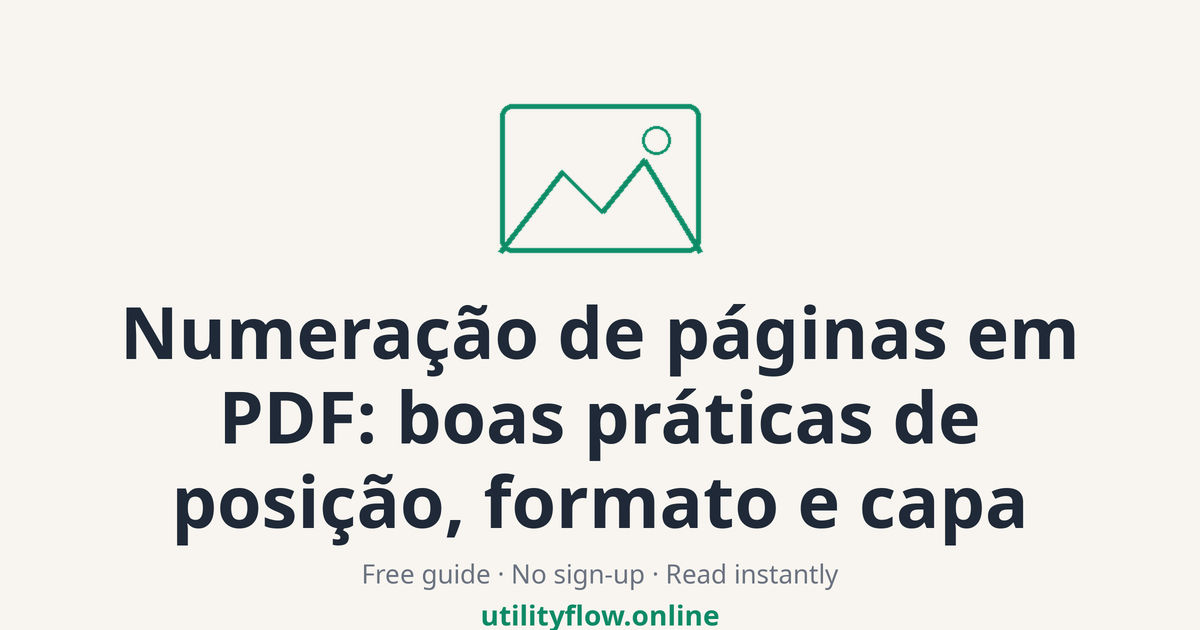 Numeração de páginas em
PDF: boas práticas de
posição, formato e capa
Free guide · No sign-up · Read instantly
utilityflow.online